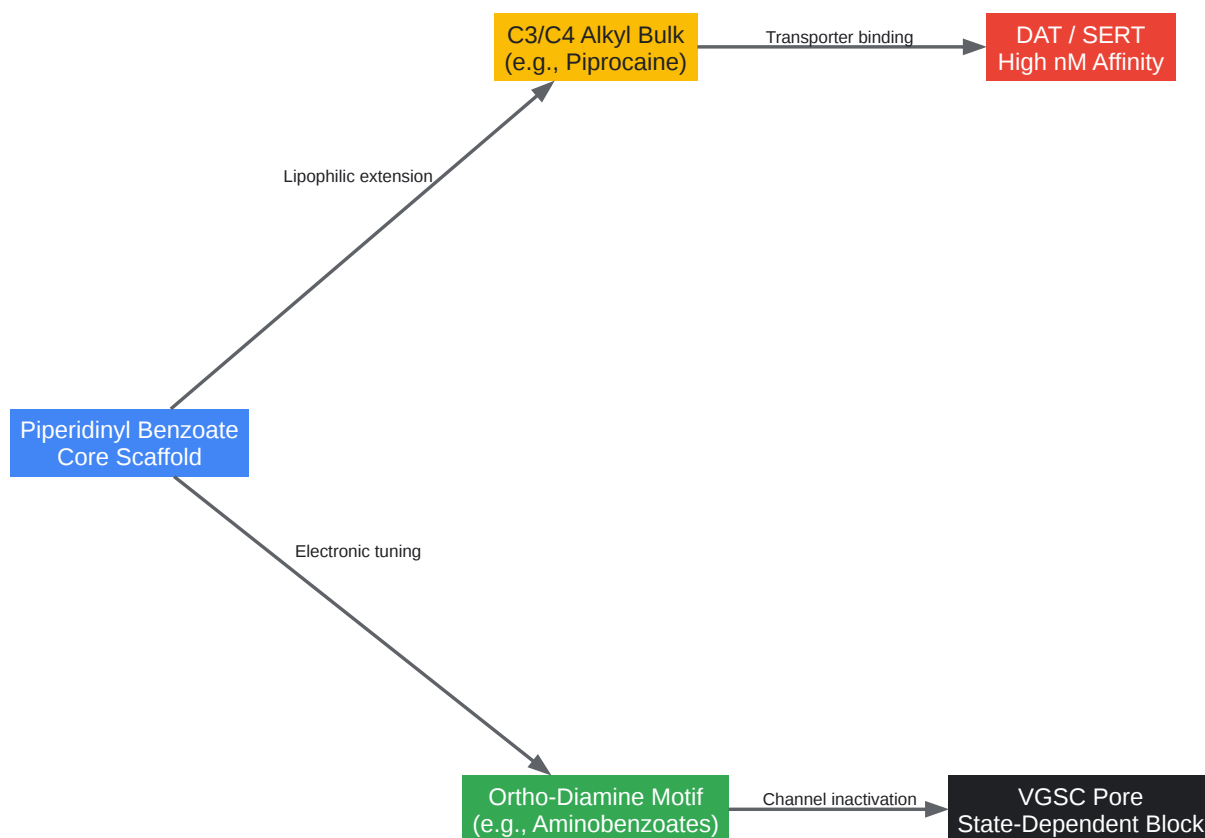 C3/C4 Alkyl Bulk
(e.g., Piprocaine)
Transporter binding
DAT / SERT
High nM Affinity
Lipophilic extension
Piperidinyl Benzoate
Core Scaffold
Electronic tuning
Ortho-Diamine Motif
(e.g., Aminobenzoates)
Channel inactivation
VGSC Pore
State-Dependent Block